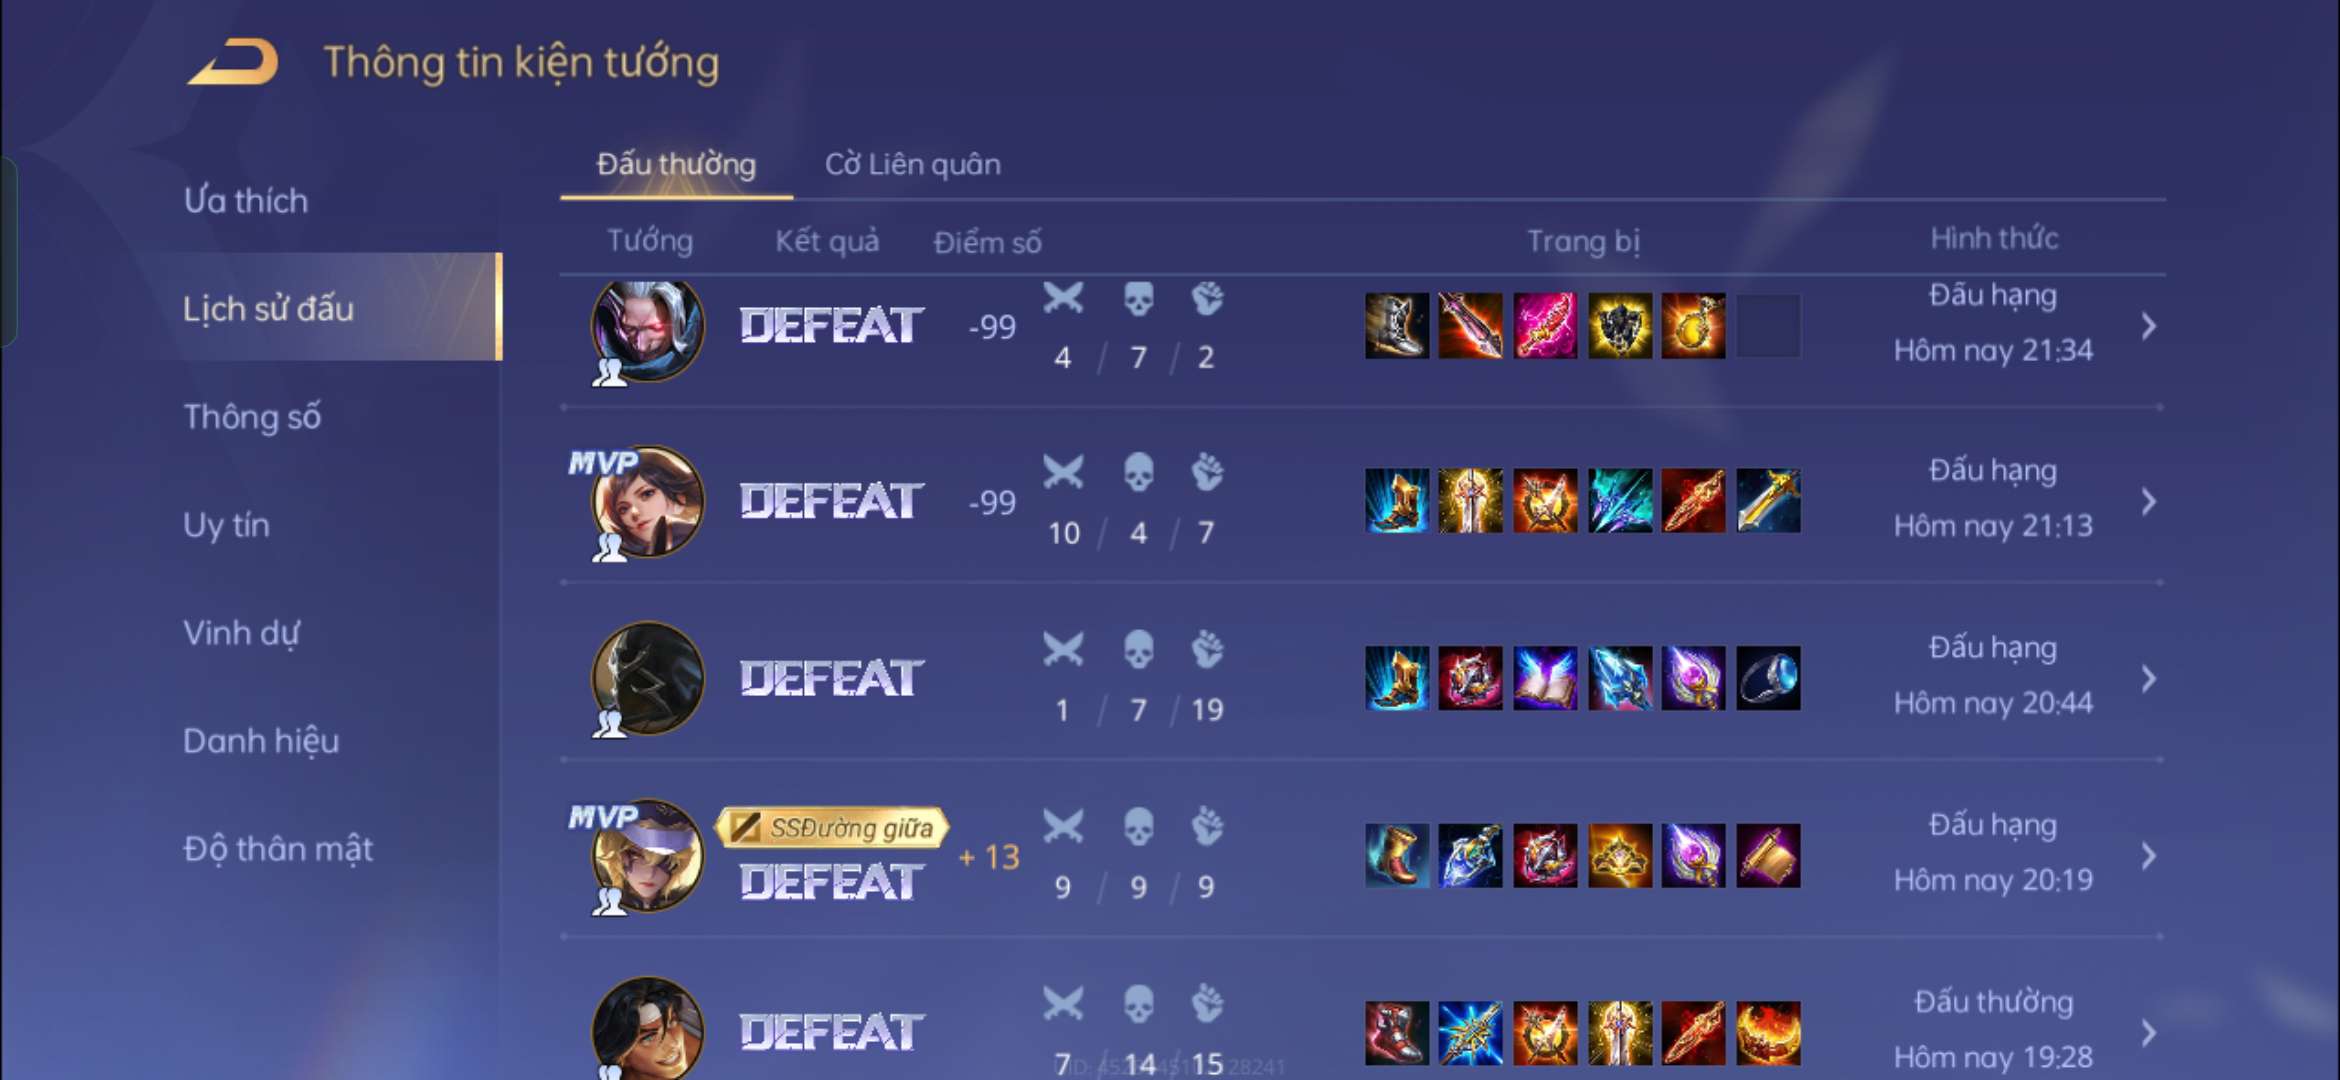 Thông tin kiện tướng
Đấu thường Cờ Liên quân
Ưa thích
Lịch sử đấu
Thông số
Uy tín
Vinh dự
Danh hiệu
Độ thân mật
Tướng Kết quả Điểm số Trang bị Hình thức
DEFEAT -99
4 / 7 / 2
Đấu hạng
Hôm nay 21:34
MVP
DEFEAT -99
10 / 4 / 7
Đấu hạng
Hôm nay 21:13
DEFEAT
1 / 7 / 19
Đấu hạng
Hôm nay 20:44
MVP
SSĐường giữa
DEFEAT + 13
9 / 9 / 9
Đấu hạng
Hôm nay 20:19
DEFEAT
7 / 14 / 15
Đấu thường
Hôm nay 19:28